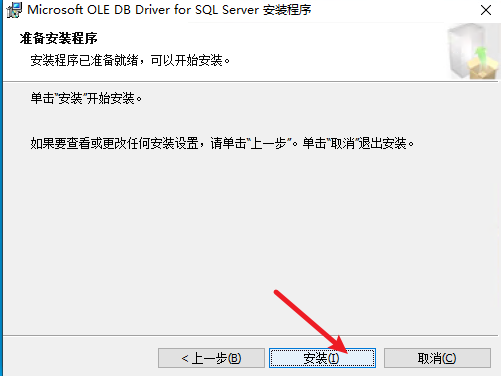 Microsoft OLE DB Driver for SQL Server 安装程序
准备安装程序
安装程序已准备就绪，可以开始安装。
单击“安装”开始安装。
如果要查看或更改任何安装设置，请单击“上一步”。单击“取消”退出安装。
< 上一步(B) 安装(I) 取消(C)